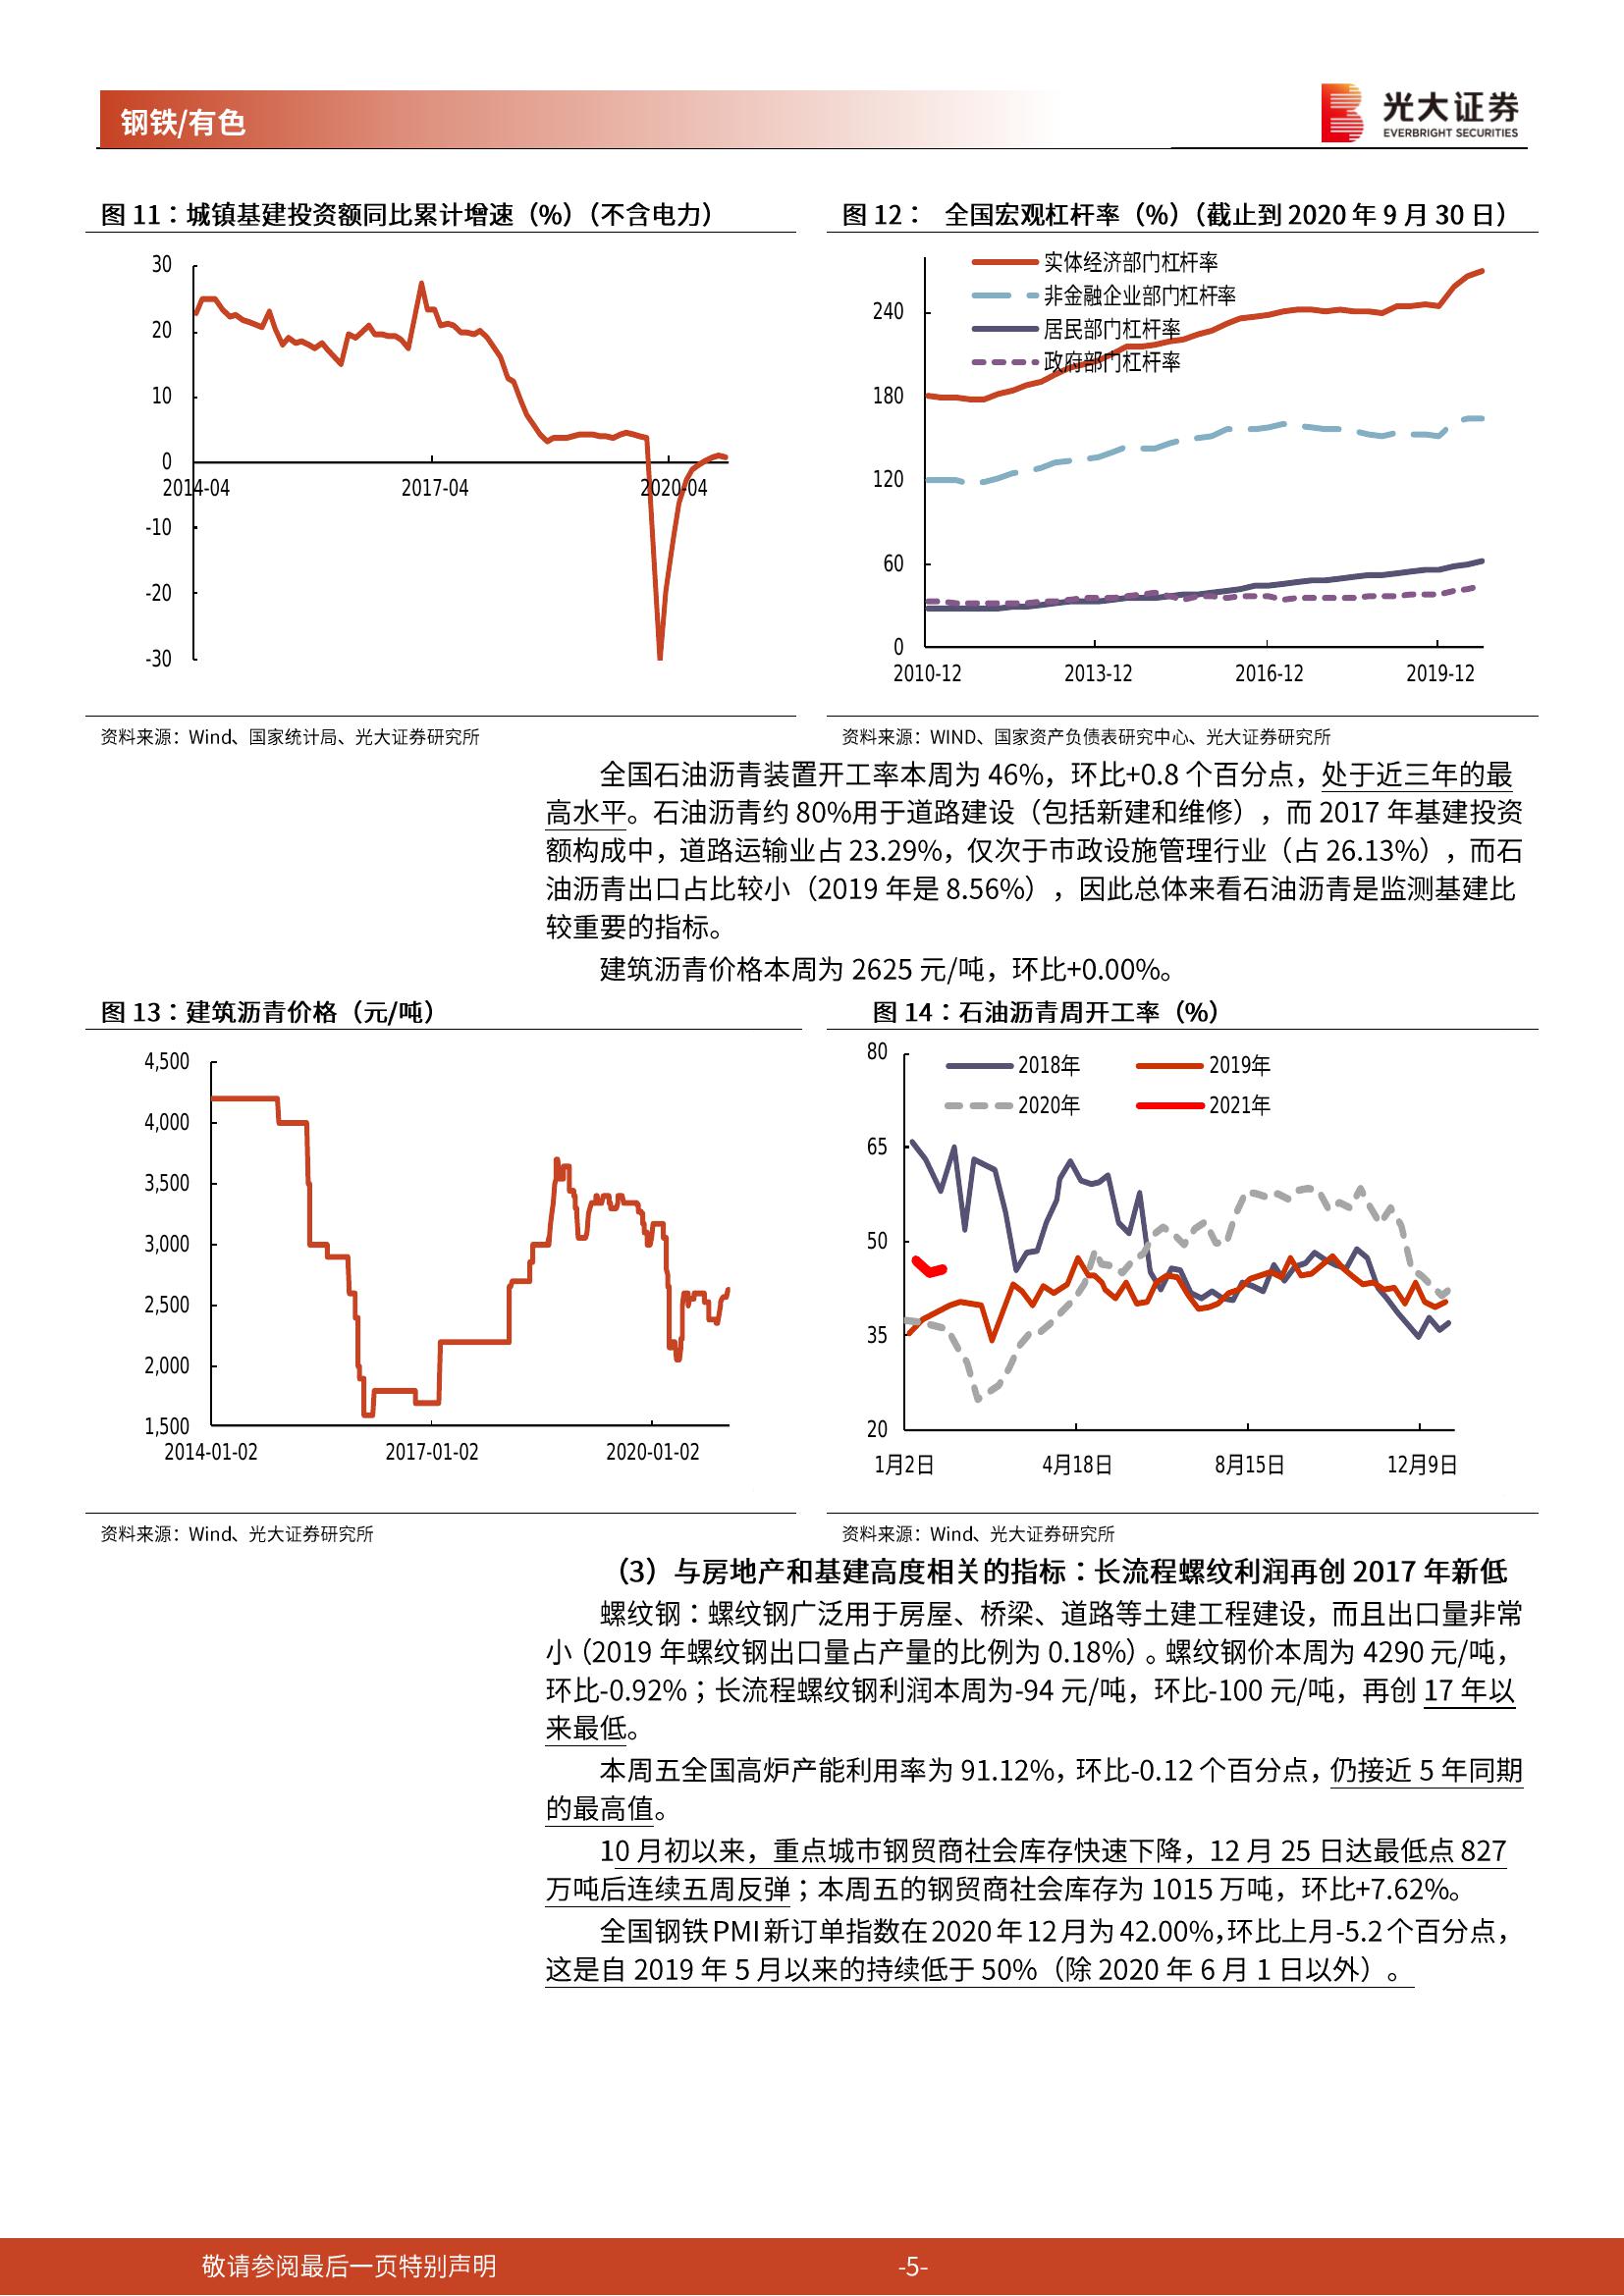 钢铁/有色
光大证券
EVERBRIGHT SECURITIES
图 11：城镇基建投资额同比累计增速（%）（不含电力）
30
20
10
0
-10
-20
-30
2014-04 2017-04 2020-04
资料来源：Wind、国家统计局、光大证券研究所
图 12： 全国宏观杠杆率（%）（截止到 2020 年 9 月 30 日）
实体经济部门杠杆率
非金融企业部门杠杆率
居民部门杠杆率
政府部门杠杆率
240
180
120
60
0
2010-12 2013-12 2016-12 2019-12
资料来源：WIND、国家资产负债表研究中心、光大证券研究所
全国石油沥青装置开工率本周为 46%，环比+0.8 个百分点，处于近三年的最
高水平。石油沥青约 80%用于道路建设（包括新建和维修），而 2017 年基建投资
额构成中，道路运输业占 23.29%，仅次于市政设施管理行业（占 26.13%），而石
油沥青出口占比较小（2019 年是 8.56%），因此总体来看石油沥青是监测基建比
较重要的指标。
建筑沥青价格本周为 2625 元/吨，环比+0.00%。
图 13：建筑沥青价格（元/吨）
4,500
4,000
3,500
3,000
2,500
2,000
1,500
2014-01-02 2017-01-02 2020-01-02
资料来源：Wind、光大证券研究所
图 14：石油沥青周开工率（%）
2018年 2019年
2020年 2021年
80
65
50
35
20
1月2日 4月18日 8月15日 12月9日
资料来源：Wind、光大证券研究所
（3）与房地产和基建高度相关的指标：长流程螺纹利润再创 2017 年新低
螺纹钢：螺纹钢广泛用于房屋、桥梁、道路等土建工程建设，而且出口量非常
小（2019 年螺纹钢出口量占产量的比例为 0.18%）。螺纹钢价本周为 4290 元/吨，
环比-0.92%；长流程螺纹钢利润本周为-94 元/吨，环比-100 元/吨，再创 17 年以
来最低。
本周五全国高炉产能利用率为 91.12%，环比-0.12 个百分点，仍接近 5 年同期
的最高值。
10 月初以来，重点城市钢贸商社会库存快速下降，12 月 25 日达最低点 827
万吨后连续五周反弹；本周五的钢贸商社会库存为 1015 万吨，环比+7.62%。
全国钢铁 PMI 新订单指数在 2020 年 12 月为 42.00%，环比上月-5.2 个百分点，
这是自 2019 年 5 月以来的持续低于 50%（除 2020 年 6 月 1 日以外）。
敬请参阅最后一页特别声明
-5-